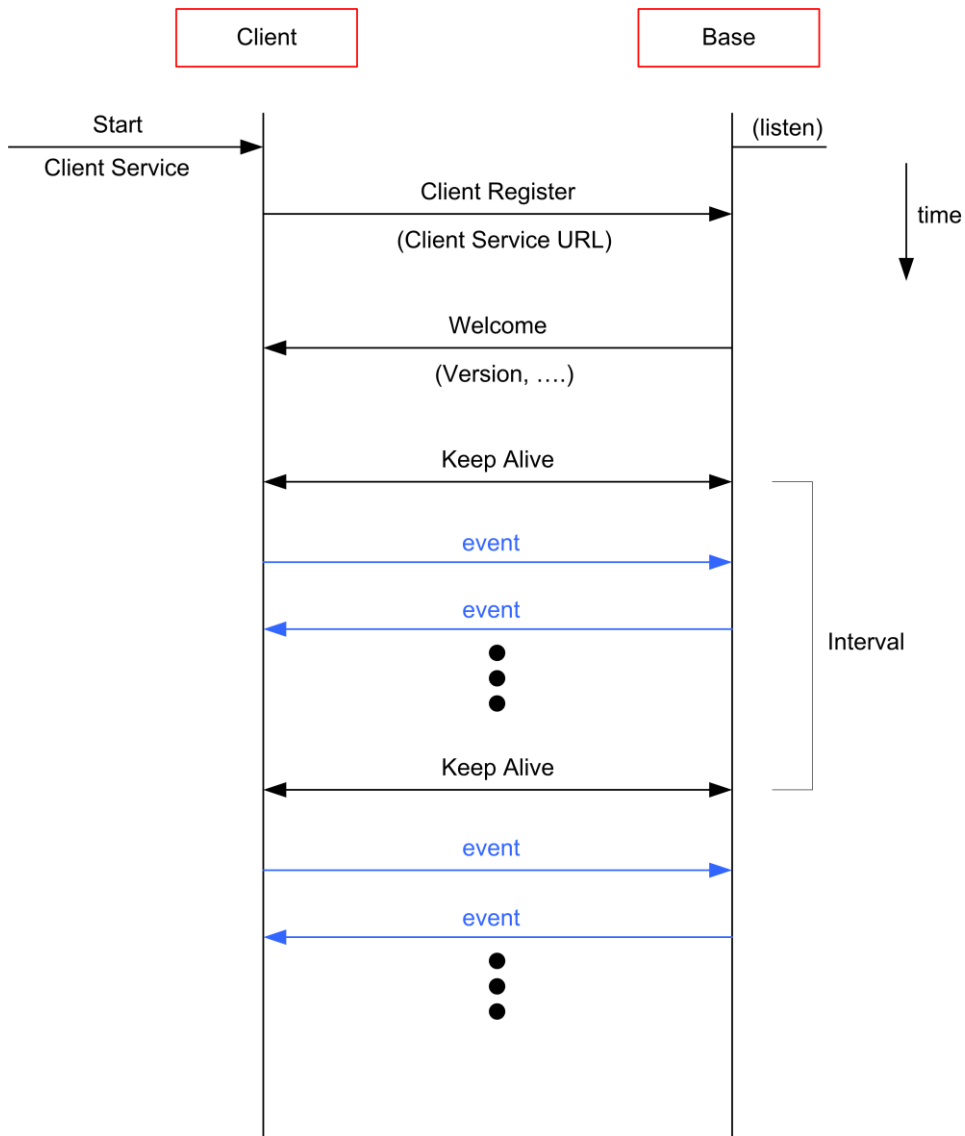 Client
Base
Start
(listen)
Client Service
Client Register
time
(Client Service URL)
Welcome
(Version, ….)
Keep Alive
event
event
Interval
Keep Alive
event
event